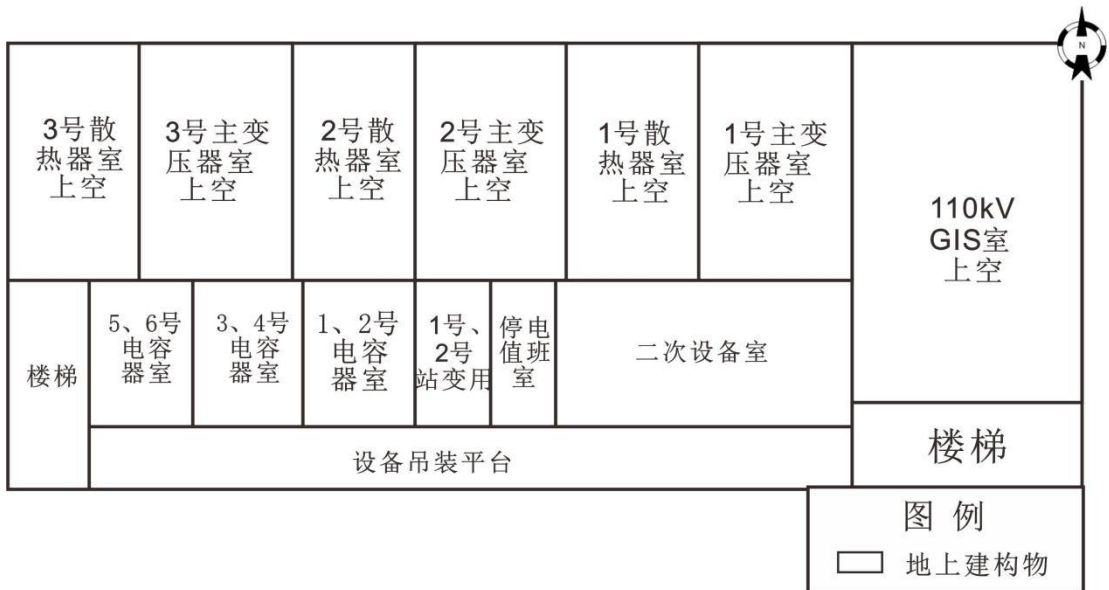 N
3号散
热器室
上空
3号主变
压器室
上空
2号散
热器室
上空
2号主变
压器室
上空
1号散
热器室
上空
1号主变
压器室
上空
110kV
GIS室
上空
楼梯
5、6号
电容
器室
3、4号
电容
器室
1、2号
电容
器室
1号、
2号
站变用
停电
值班
室
二次设备室
设备吊装平台
楼梯
图 例
地上建构物